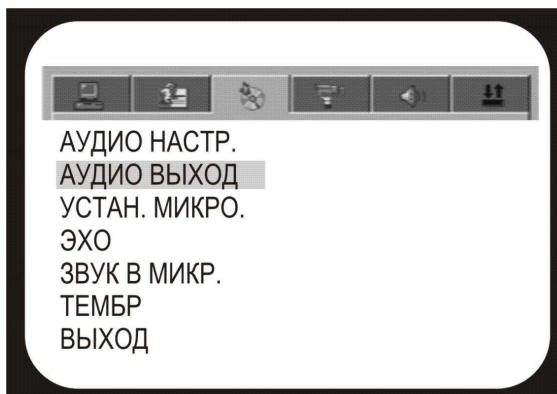 АУДИО НАСТР.
АУДИО ВЫХОД
УСТАН. МИКРО.
ЭХО
ЗВУК В МИКР.
ТЕМБР
ВЫХОД